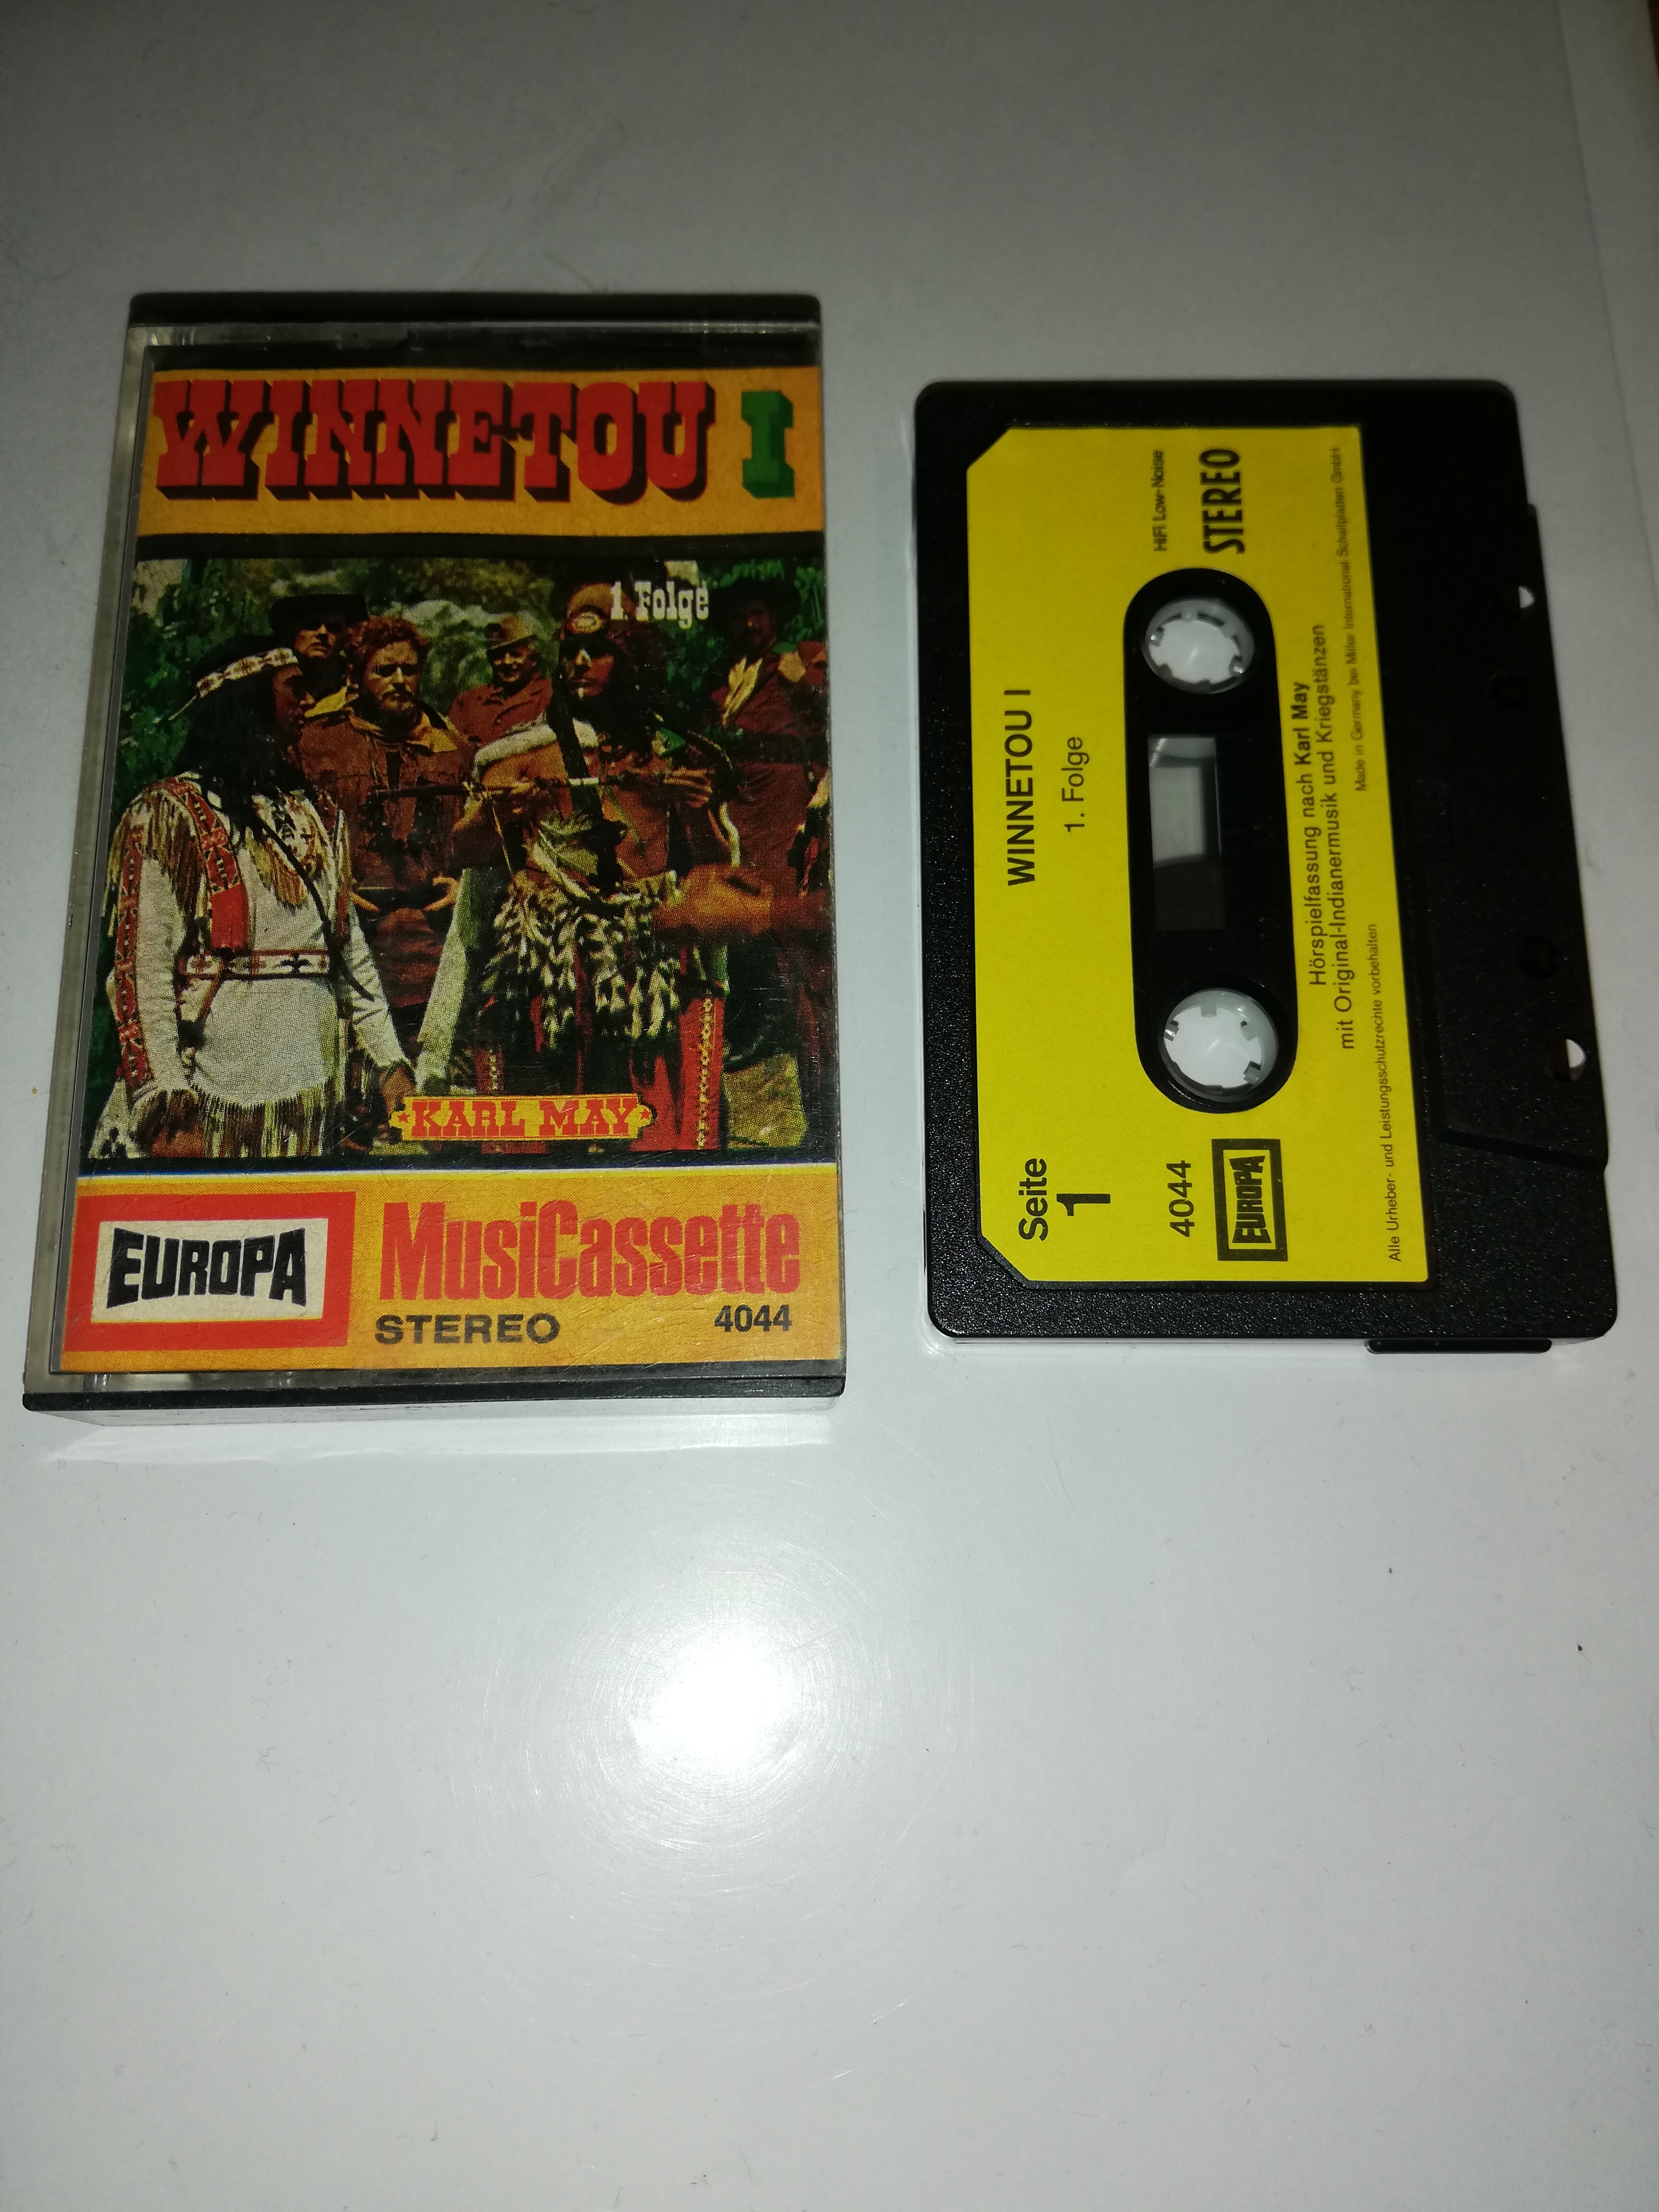 WINNETOU I
1. Folge
KARL MAY
EUROPA
MusiCassette
STEREO
4044
WINNETOU I
1. Folge
Seite
1
HiFi Low-Noise
STEREO
4044
EUROPA
Hörspielfassung nach Karl May
mit Original-Indianermusik und Kriegstänzen
Alle Urheber- und Leistungsschutzrechte vorbehalten
Made in Germany bei Miller International Schallplatten GmbH